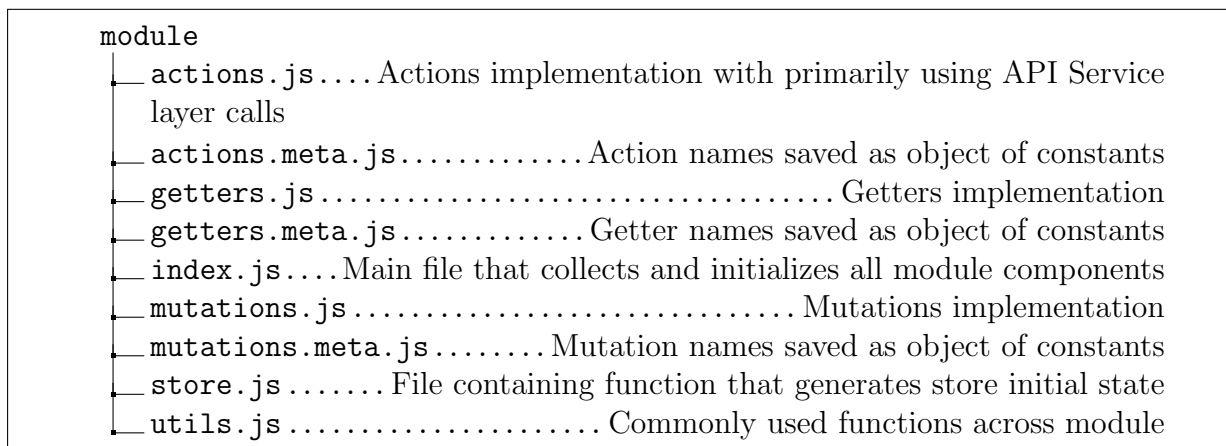 module
actions.js....Actions implementation with primarily using API Service
layer calls
actions.meta.js.............Action names saved as object of constants
getters.js....................................Getters implementation
getters.meta.js.............Getter names saved as object of constants
index.js....Main file that collects and initializes all module components
mutations.js...............................Mutations implementation
mutations.meta.js........Mutation names saved as object of constants
store.js.......File containing function that generates store initial state
utils.js......................Commonly used functions across module